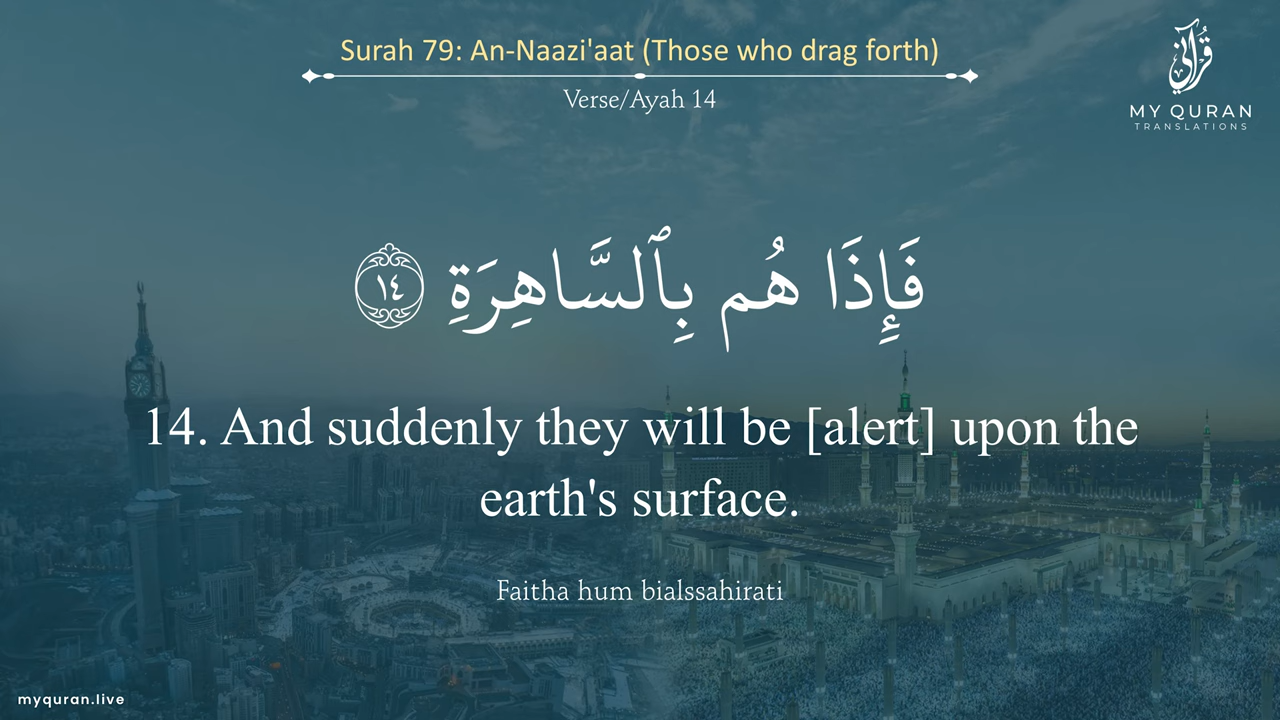 Surah 79: An-Naazi'aat (Those who drag forth)
Verse/Ayah 14
قرآني
MY QURAN
TRANSLATIONS
فَإِذَا هُم بِٱلسَّاهِرَةِ ١٤
14. And suddenly they will be [alert] upon the
earth's surface.
Faitha hum bialssahirati
myquran.live